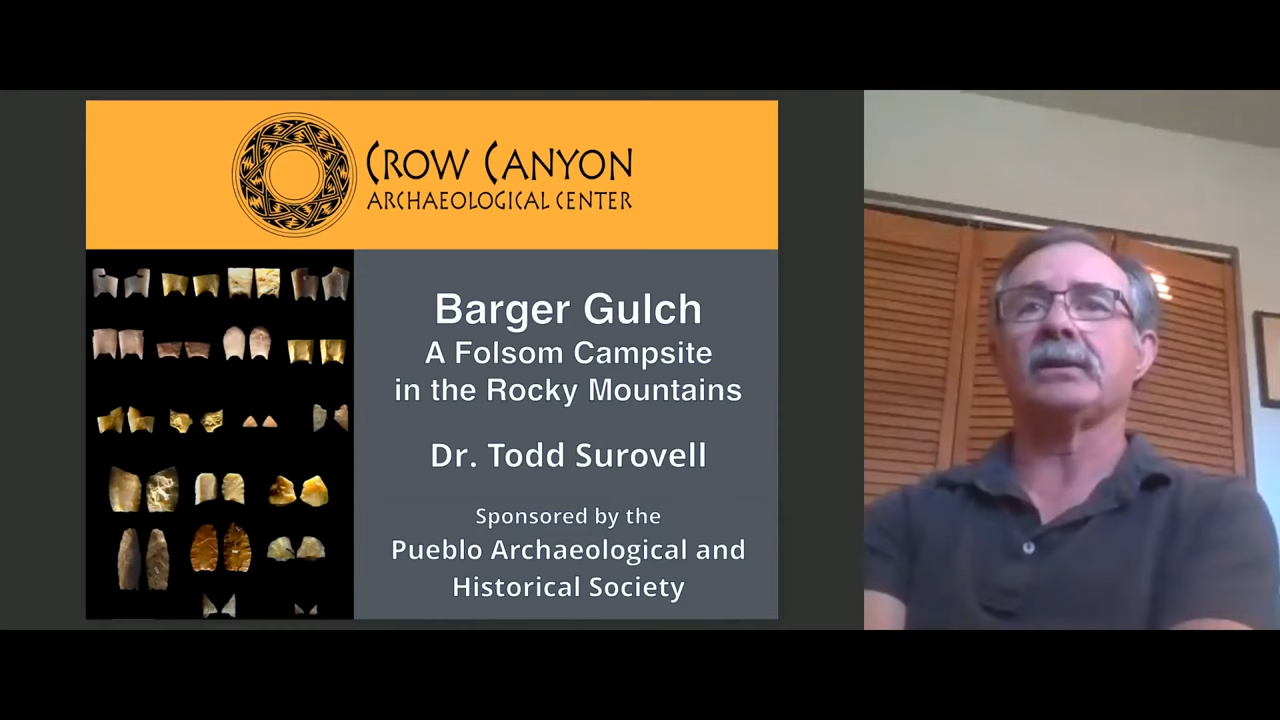 CROW CANYON
ARCHAEOLOGICAL CENTER
Barger Gulch
A Folsom Campsite
in the Rocky Mountains
Dr. Todd Surovell
Sponsored by the
Pueblo Archaeological and
Historical Society